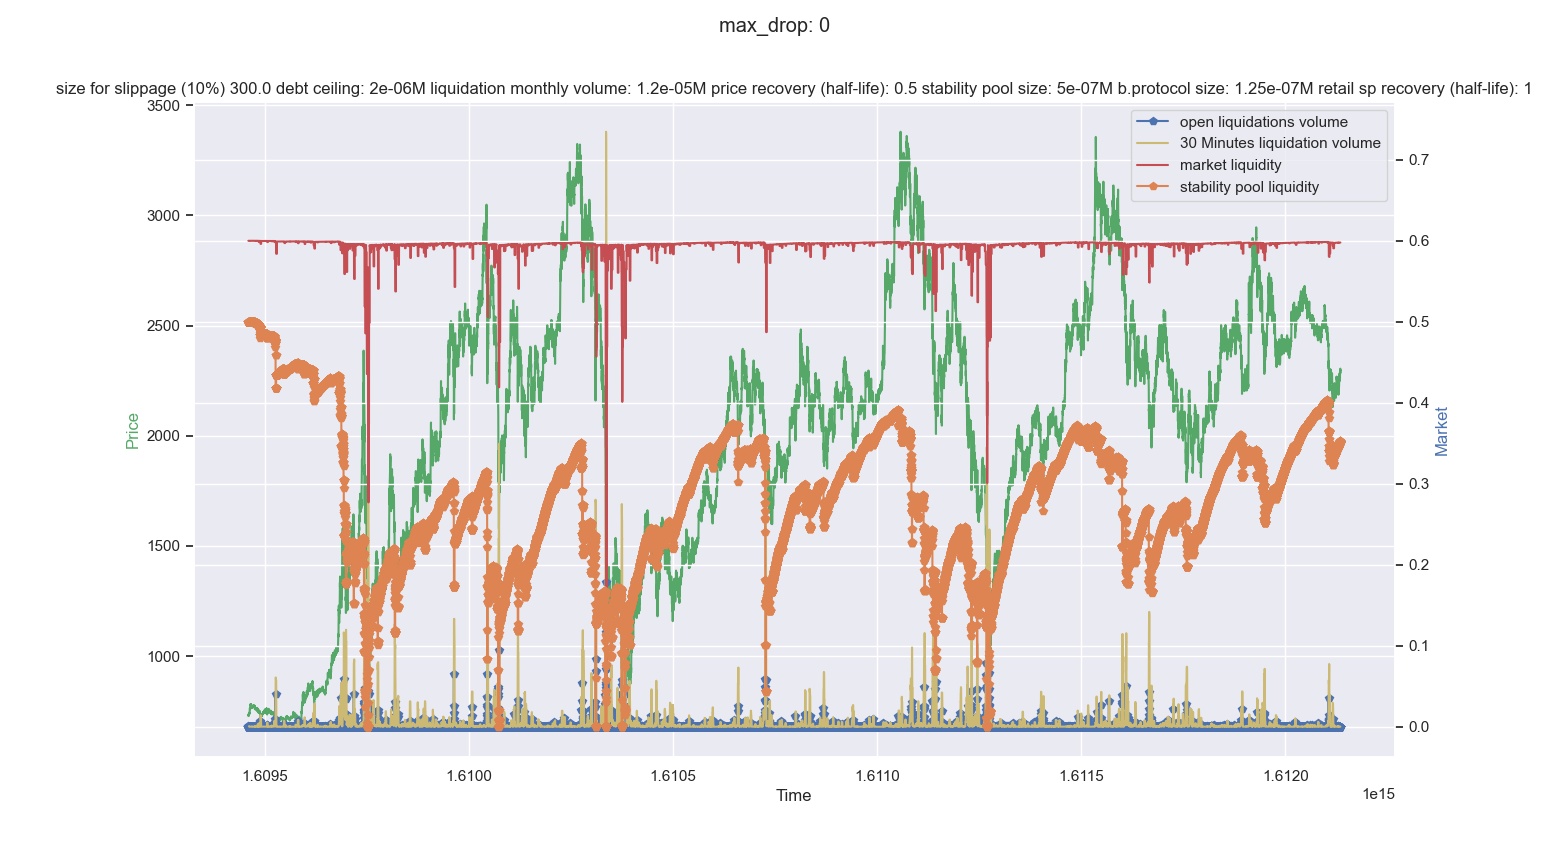 max_drop: 0
size for slippage (10%) 300.0 debt ceiling: 2e-06M liquidation monthly volume: 1.2e-05M price recovery (half-life): 0.5 stability pool size: 5e-07M b.protocol size: 1.25e-07M retail sp recovery (half-life): 1
3500
3000
2500
2000
1500
1000
Price
open liquidations volume
30 Minutes liquidation volume
market liquidity
stability pool liquidity
0.7
0.6
0.5
0.4
0.3
0.2
0.1
0.0
Market
1.6095 1.6100 1.6105 1.6110 1.6115 1.6120
Time
1e15